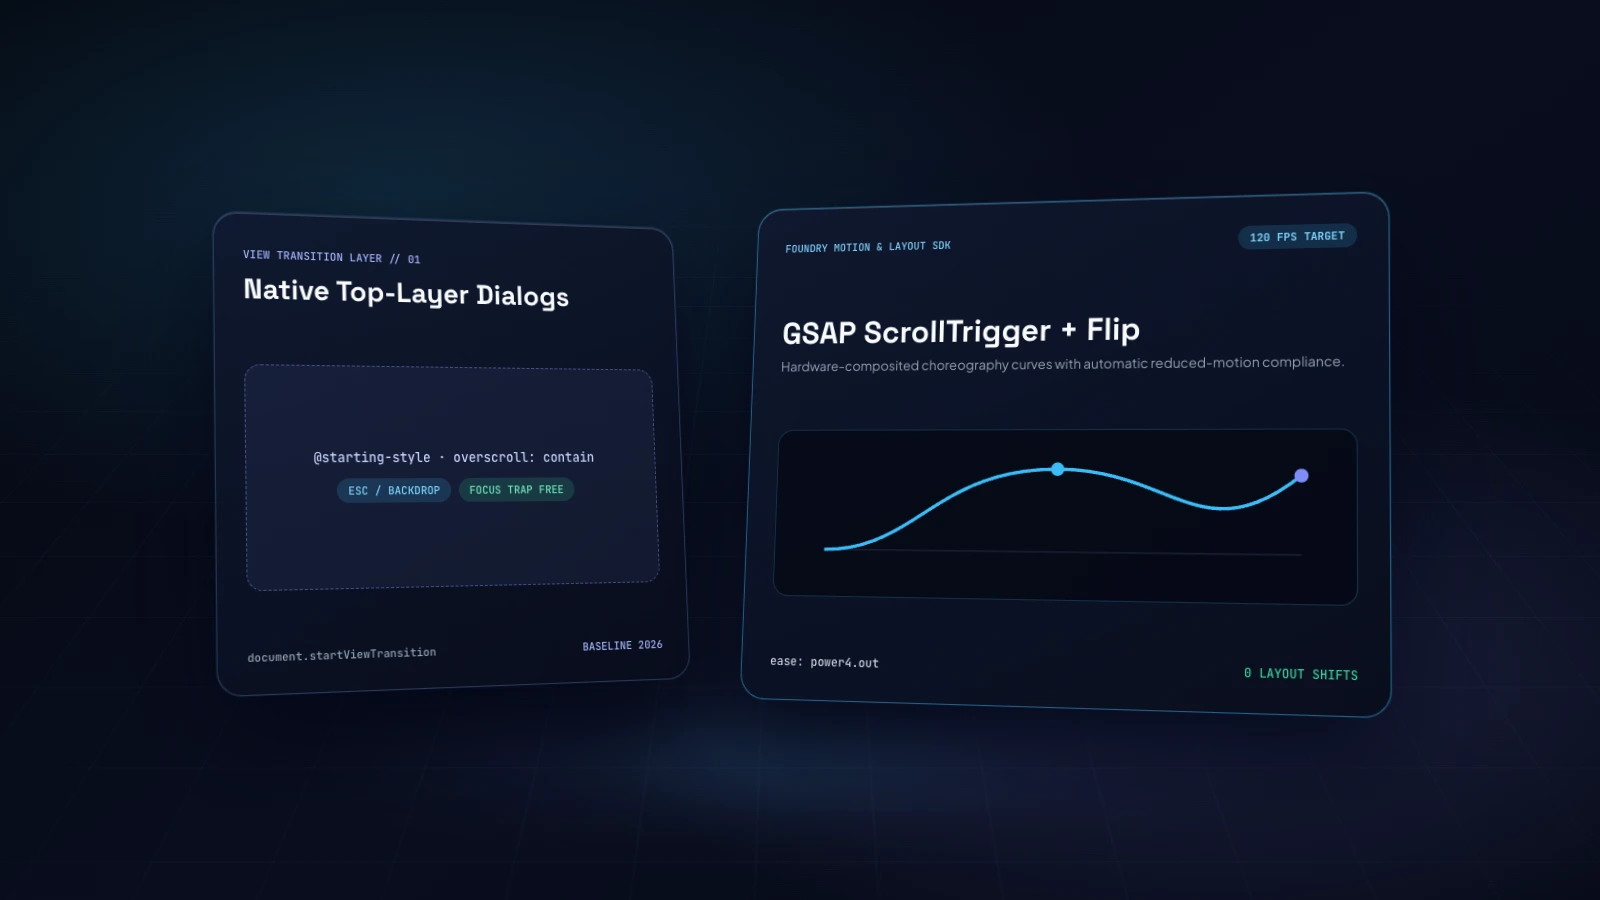 VIEW TRANSITION LAYER // 01
Native Top-Layer Dialogs
@starting-style · overscroll: contain
ESC / BACKDROP
FOCUS TRAP FREE
document.startViewTransition
BASELINE 2026
FOUNDRY MOTION & LAYOUT SDK
120 FPS TARGET
GSAP ScrollTrigger + Flip
Hardware-composited choreography curves with automatic reduced-motion compliance.
ease: power4.out
0 LAYOUT SHIFTS